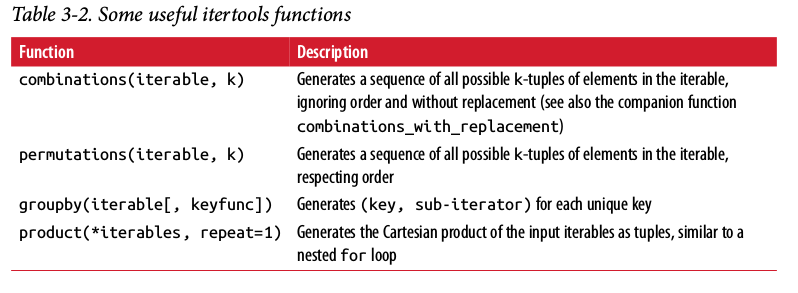 Table 3-2. Some useful itertools functions
Function Description
combinations(iterable, k) Generates a sequence of all possible k-tuples of elements in the iterable,
ignoring order and without replacement (see also the companion function
combinations_with_replacement)
permutations(iterable, k) Generates a sequence of all possible k-tuples of elements in the iterable,
respecting order
groupby(iterable[, keyfunc]) Generates (key, sub-iterator) for each unique key
product(*iterables, repeat=1) Generates the Cartesian product of the input iterables as tuples, similar to a
nested for loop